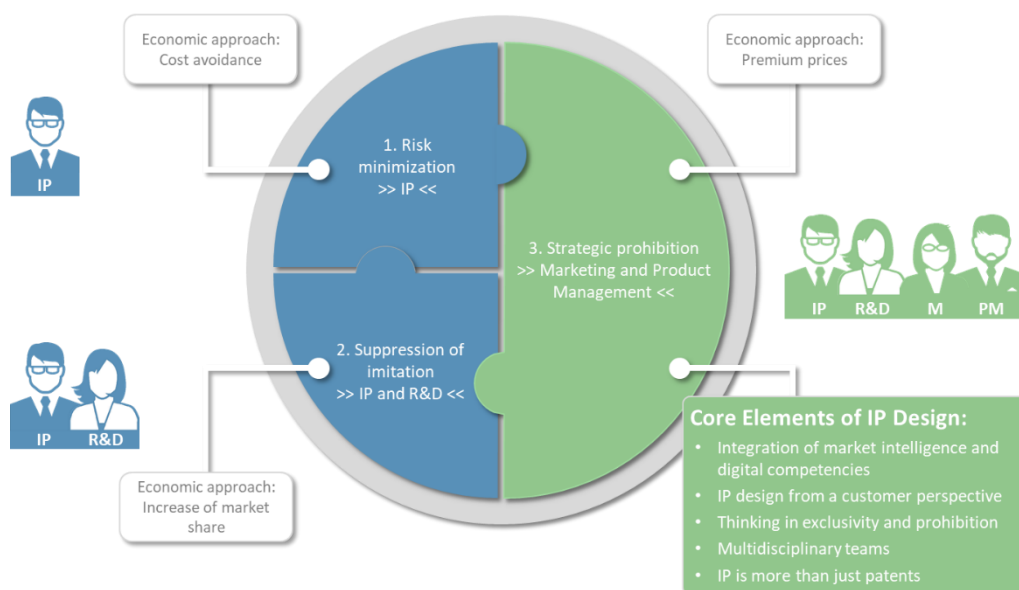 Economic approach:
Cost avoidance
Economic approach:
Premium prices
IP
1. Risk
minimization
>> IP <<
3. Strategic prohibition
>> Marketing and Product
Management <<
IP R&D M PM
2. Suppression of
imitation
>> IP and R&D <<
IP R&D
Economic approach:
Increase of market
share
Core Elements of IP Design:
• Integration of market intelligence and
digital competencies
• IP design from a customer perspective
• Thinking in exclusivity and prohibition
• Multidisciplinary teams
• IP is more than just patents